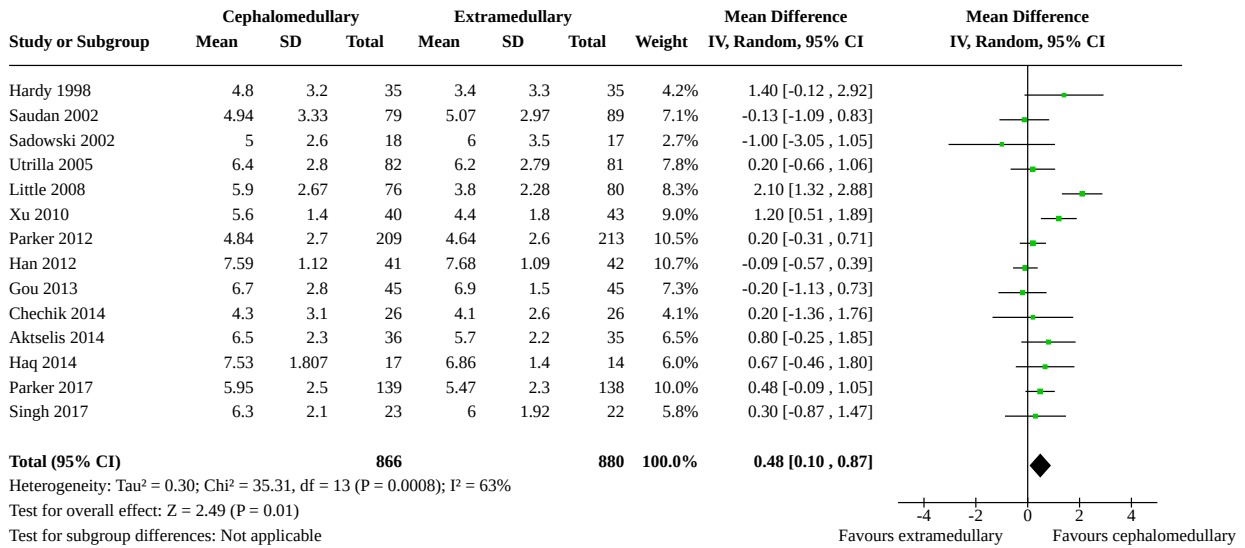 Cephalomedullary Extramedullary Mean Difference Mean Difference
Study or Subgroup Mean SD Total Mean SD Total Weight IV, Random, 95% CI IV, Random, 95% CI
Hardy 1998 4.8 3.2 35 3.4 3.3 35 4.2% 1.40 [-0.12 , 2.92]
Saudan 2002 4.94 3.33 79 5.07 2.97 89 7.1% -0.13 [-1.09 , 0.83]
Sadowski 2002 5 2.6 18 6 3.5 17 2.7% -1.00 [-3.05 , 1.05]
Utrilla 2005 6.4 2.8 82 6.2 2.79 81 7.8% 0.20 [-0.66 , 1.06]
Little 2008 5.9 2.67 76 3.8 2.28 80 8.3% 2.10 [1.32 , 2.88]
Xu 2010 5.6 1.4 40 4.4 1.8 43 9.0% 1.20 [0.51 , 1.89]
Parker 2012 4.84 2.7 209 4.64 2.6 213 10.5% 0.20 [-0.31 , 0.71]
Han 2012 7.59 1.12 41 7.68 1.09 42 10.7% -0.09 [-0.57 , 0.39]
Gou 2013 6.7 2.8 45 6.9 1.5 45 7.3% -0.20 [-1.13 , 0.73]
Chechik 2014 4.3 3.1 26 4.1 2.6 26 4.1% 0.20 [-1.36 , 1.76]
Aktselis 2014 6.5 2.3 36 5.7 2.2 35 6.5% 0.80 [-0.25 , 1.85]
Haq 2014 7.53 1.807 17 6.86 1.4 14 6.0% 0.67 [-0.46 , 1.80]
Parker 2017 5.95 2.5 139 5.47 2.3 138 10.0% 0.48 [-0.09 , 1.05]
Singh 2017 6.3 2.1 23 6 1.92 22 5.8% 0.30 [-0.87 , 1.47]
Total (95% CI) 866 880 100.0% 0.48 [0.10 , 0.87]
Heterogeneity: Tau² = 0.30; Chi² = 35.31, df = 13 (P = 0.0008); I² = 63%
Test for overall effect: Z = 2.49 (P = 0.01)
-4 -2 0 2 4
Test for subgroup differences: Not applicable
Favours extramedullary Favours cephalomedullary